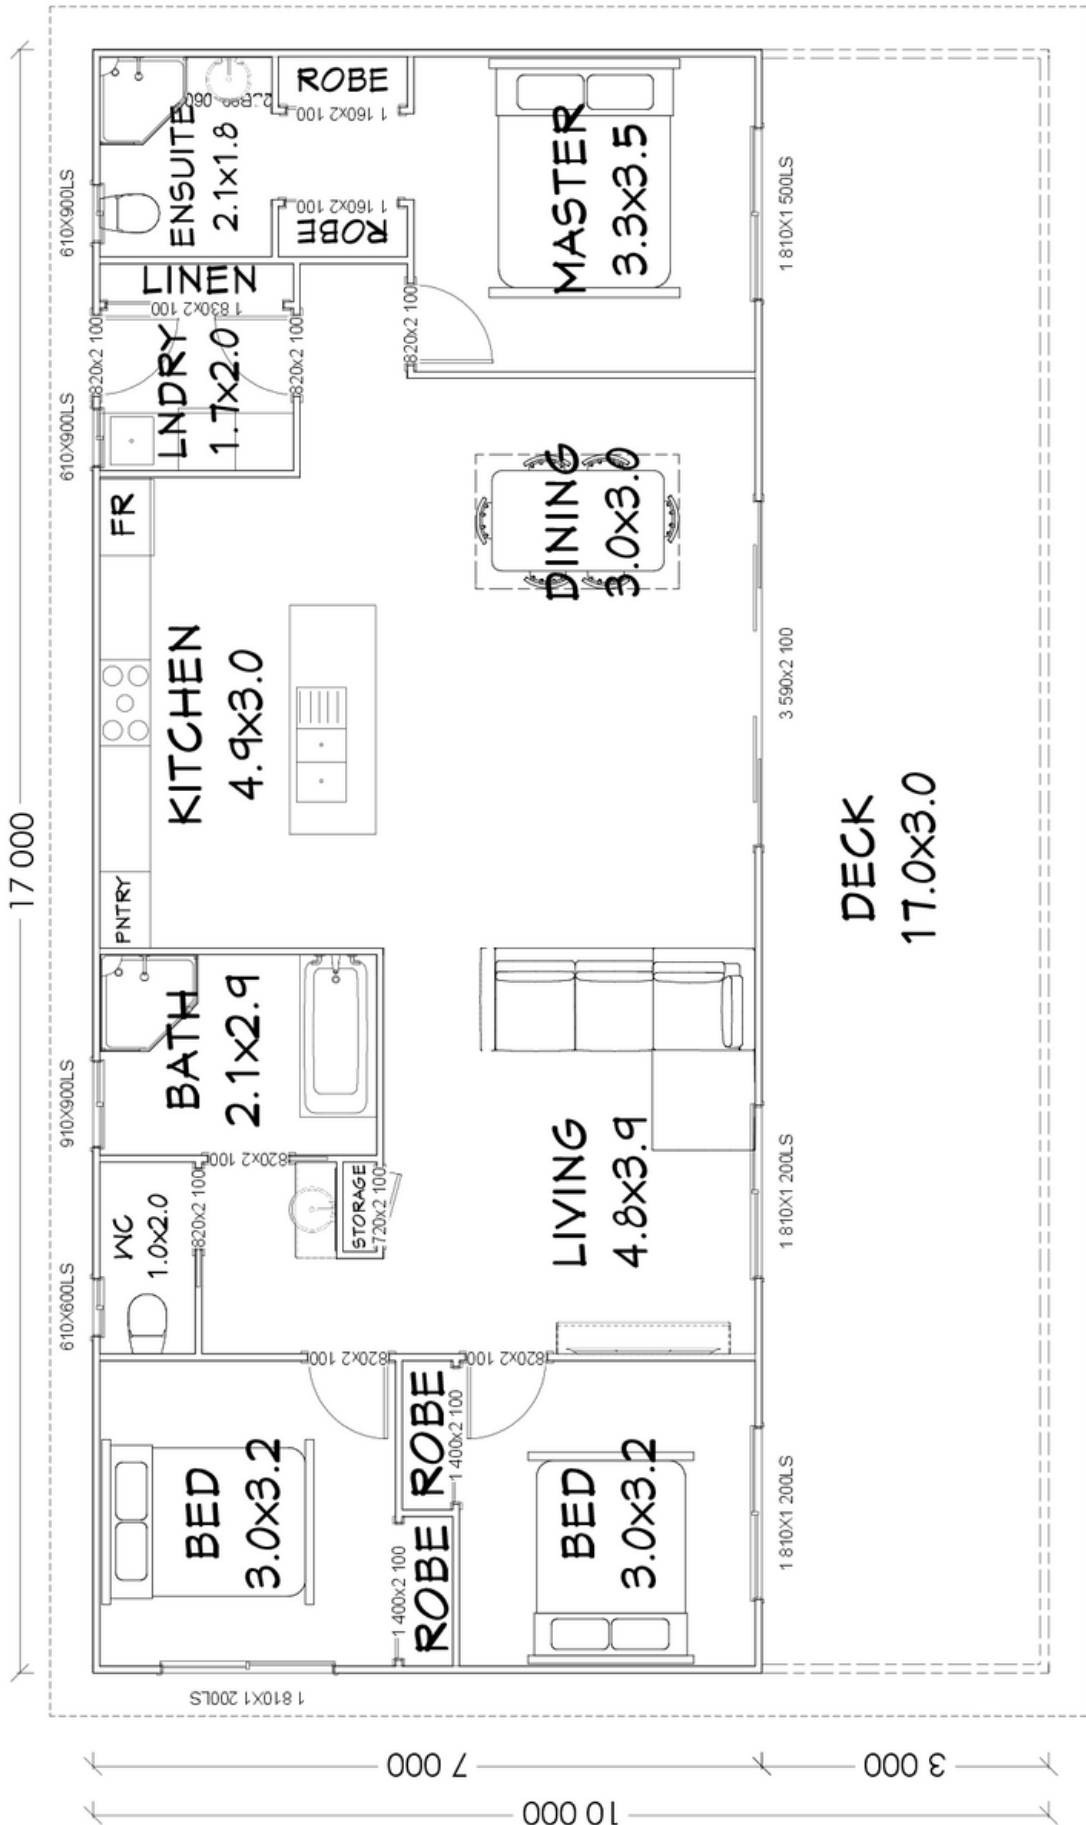 17 000
ROBE
1 160x2 100
ENSUITE
2.1x1.8
1 160x2 100
ROBE
MASTER
3.3x3.5
610X900LS
1 810X1 500LS
LINEN
1 830x2 100
820x2 100
820x2 100
820x2 100
LNDRY
1.7x2.0
610X900LS
FR
KITCHEN
4.9x3.0
PNTRY
DINING
3.0x3.0
3 590x2 100
DECK
17.0x3.0
BATH
2.1x2.9
910X900LS
820x2 100
WC
1.0x2.0
820x2 100
610X600LS
STORAGE
720x2 100
LIVING
4.8x3.9
1 810X1 200LS
820x2 100
820x2 100
BED
3.0x3.2
ROBE
1 400x2 100
ROBE
1 400x2 100
BED
3.0x3.2
1 810X1 200LS
1 810X1 200LS
7 000
3 000
10 000